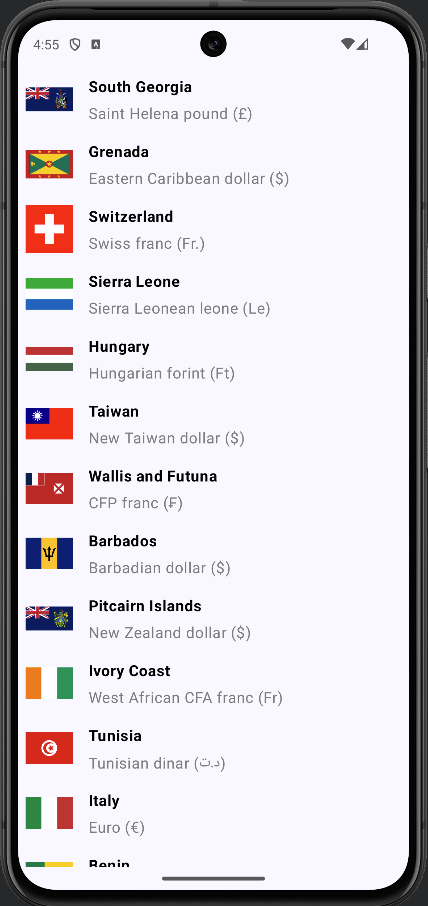 4:55
South Georgia
Saint Helena pound (£)
Grenada
Eastern Caribbean dollar ($)
Switzerland
Swiss franc (Fr.)
Sierra Leone
Sierra Leonean leone (Le)
Hungary
Hungarian forint (Ft)
Taiwan
New Taiwan dollar ($)
Wallis and Futuna
CFP franc (₣)
Barbados
Barbadian dollar ($)
Pitcairn Islands
New Zealand dollar ($)
Ivory Coast
West African CFA franc (Fr)
Tunisia
Tunisian dinar (د.ت)
Italy
Euro (€)
Benin